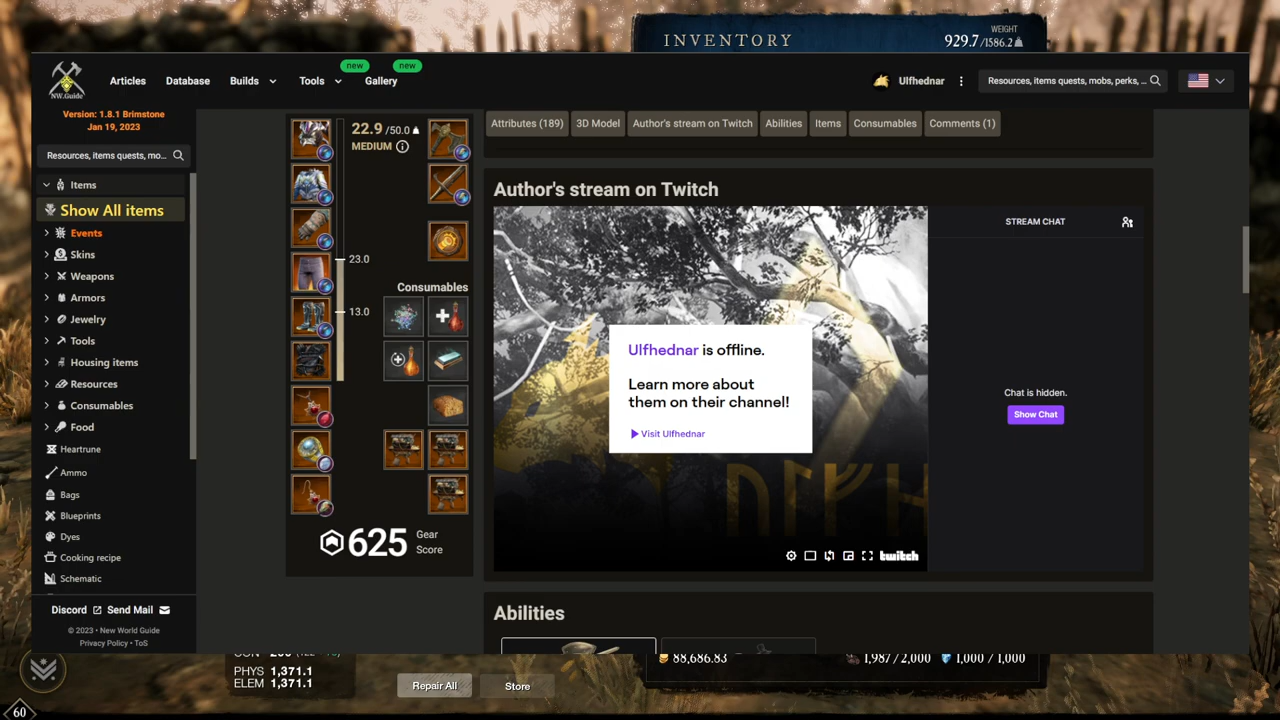 INVENTORY
WEIGHT
929.7/1586.2
NW.Guide
Articles
Database
Builds
new
Tools
new
Gallery
Ulfhednar
Resources, items quests, mobs, perks, ...
Version: 1.8.1 Brimstone
Jan 19, 2023
Resources, items quests, mo...
Items
Show All items
Events
Skins
Weapons
Armors
Jewelry
Tools
Housing items
Resources
Consumables
Food
Heartrune
Ammo
Bags
Blueprints
Dyes
Cooking recipe
Schematic
Discord
Send Mail
© 2023 • New World Guide
Privacy Policy • ToS
22.9 /50.0
MEDIUM
23.0
13.0
Consumables
625
Gear
Score
Attributes (189)
3D Model
Author's stream on Twitch
Abilities
Items
Consumables
Comments (1)
Author's stream on Twitch
Ulfhednar is offline.
Learn more about
them on their channel!
Visit Ulfhednar
ᚢᛚᚠᚺ
twitch
STREAM CHAT
Chat is hidden.
Show Chat
Abilities
PHYS 1,371.1
ELEM 1,371.1
Repair All
Store
88,686.83
1,987 / 2,000
1,000 / 1,000
60